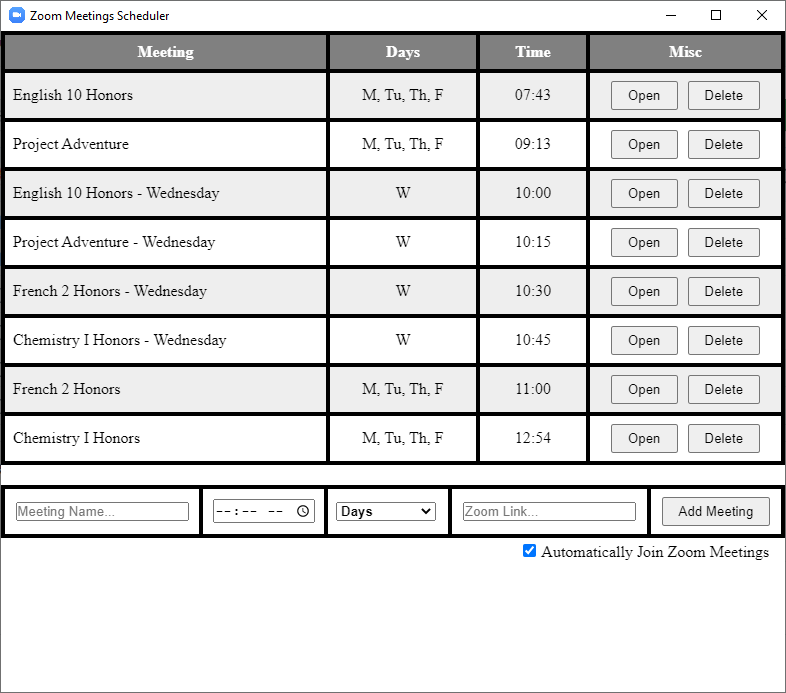 Zoom Meetings Scheduler
Meeting Days Time Misc
English 10 Honors M, Tu, Th, F 07:43 Open Delete
Project Adventure M, Tu, Th, F 09:13 Open Delete
English 10 Honors - Wednesday W 10:00 Open Delete
Project Adventure - Wednesday W 10:15 Open Delete
French 2 Honors - Wednesday W 10:30 Open Delete
Chemistry I Honors - Wednesday W 10:45 Open Delete
French 2 Honors M, Tu, Th, F 11:00 Open Delete
Chemistry I Honors M, Tu, Th, F 12:54 Open Delete
Meeting Name... --:-- -- Days Zoom Link... Add Meeting
Automatically Join Zoom Meetings